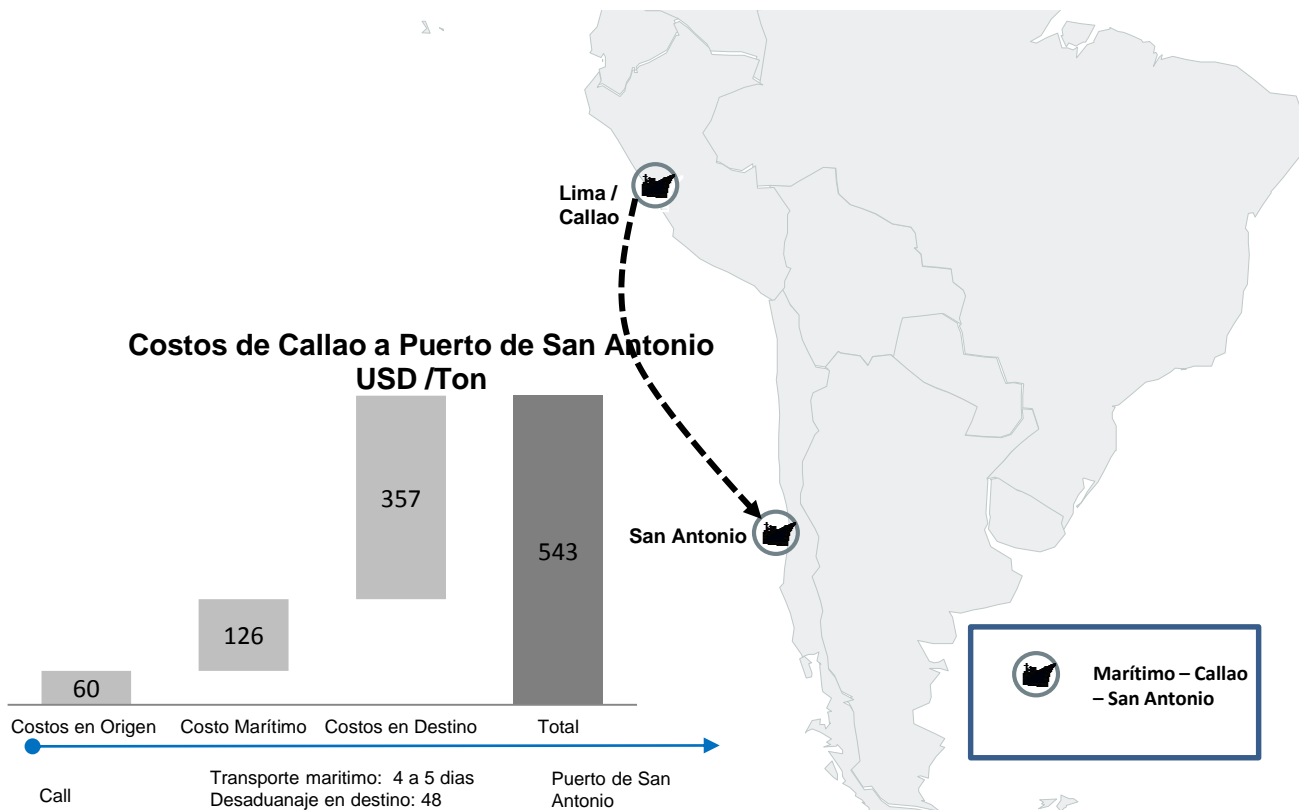 Lima /
Callao
Costos de Callao a Puerto de San Antonio
USD /Ton
357
San Antonio
543
126
60
Marítimo – Callao
– San Antonio
Costos en Origen
Costo Marítimo
Costos en Destino
Total
Call
Transporte maritimo: 4 a 5 dias
Desaduanaje en destino: 48
Puerto de San
Antonio